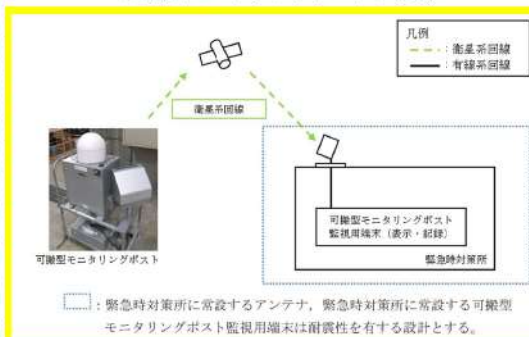 凡例
：衛星系回線
：有線系回線
衛星系回線
可搬型モニタリングポスト
可搬型モニタリングポスト
監視用端末（表示・記録）
緊急時対策所
：緊急時対策所に常設するアンテナ，緊急時対策所に常設する可搬型
モニタリングポスト監視用端末は耐震性を有する設計とする。